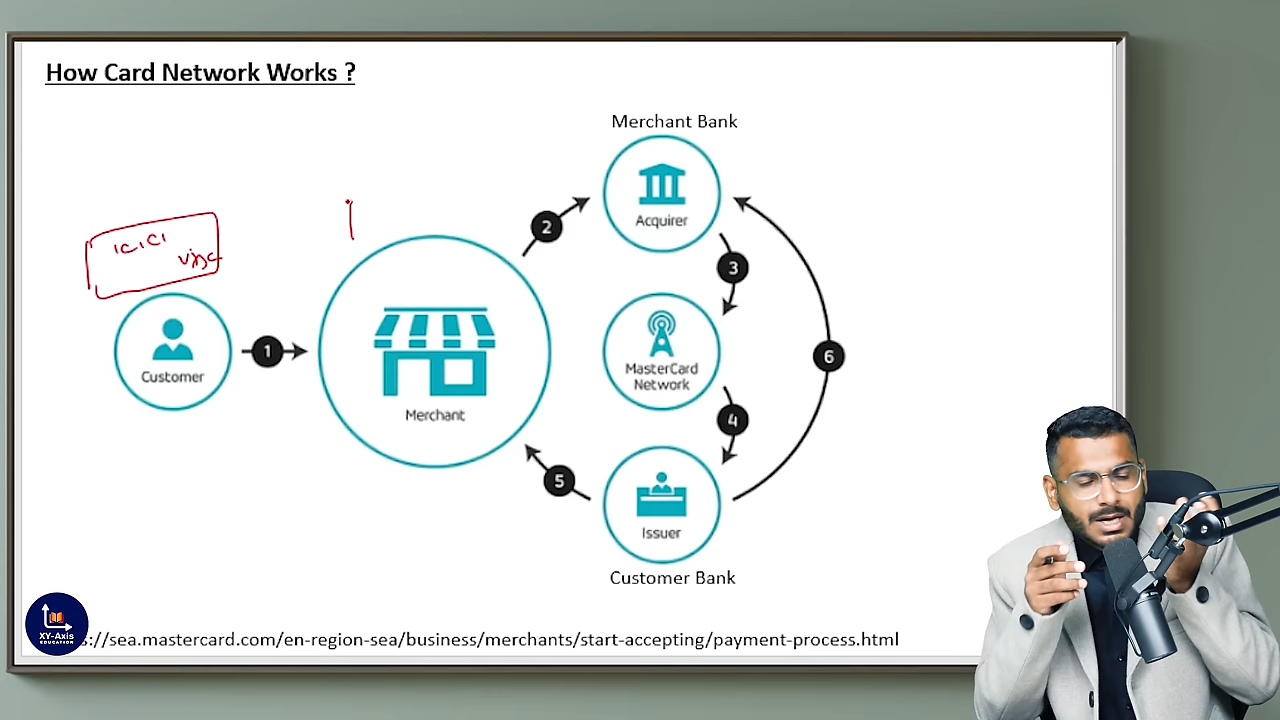 How Card Network Works ?
Merchant Bank
Acquirer
2
3
ICICI
Visa
Customer
1
Merchant
MasterCard
Network
6
4
5
Issuer
Customer Bank
XY-Axis
EDUCATION
s://sea.mastercard.com/en-region-sea/business/merchants/start-accepting/payment-process.html